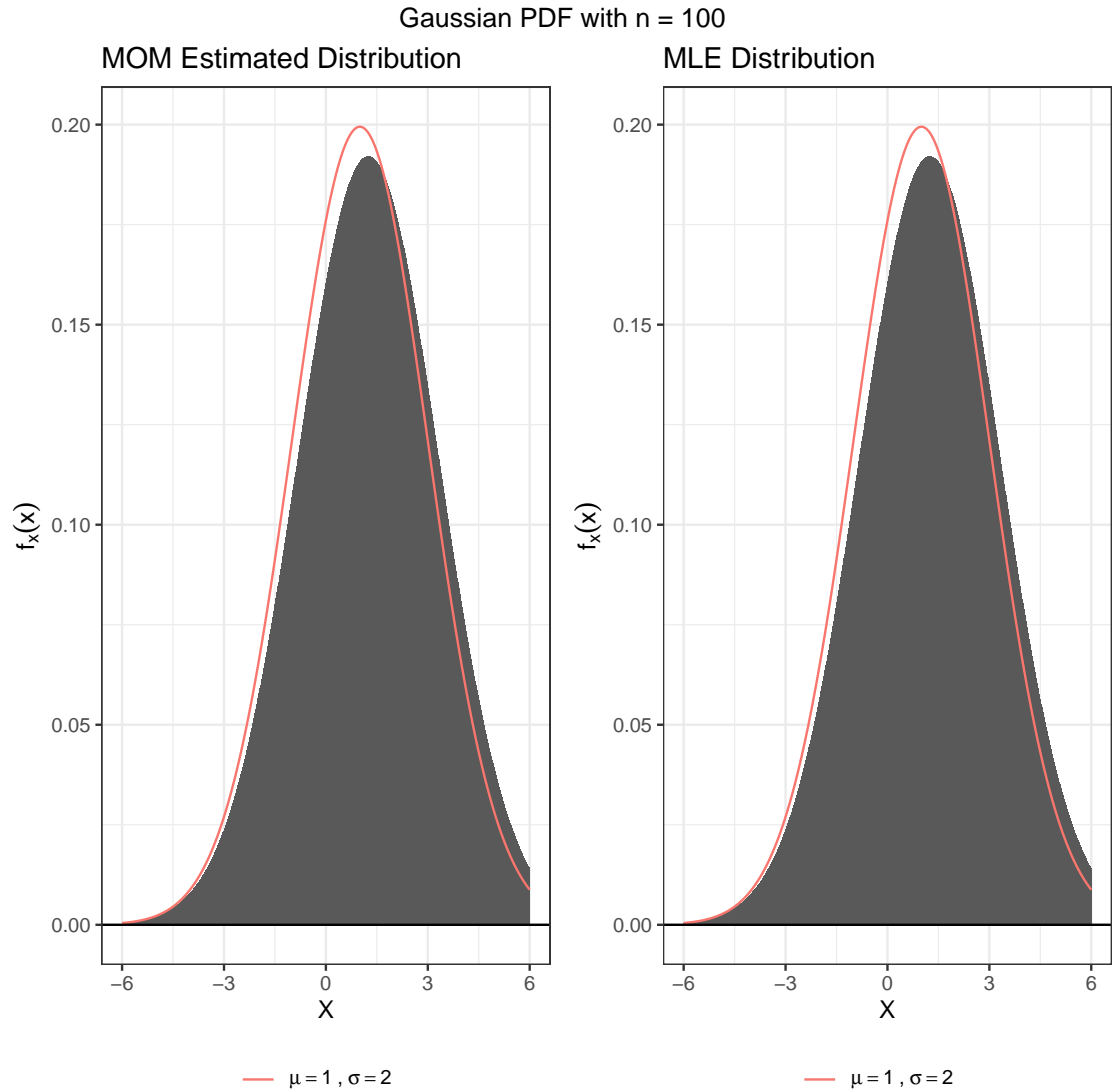 Gaussian PDF with n = 100
MOM Estimated Distribution
fₓ(x)
0.20
0.15
0.10
0.05
0.00
−6 −3 0 3 6
X
μ = 1 , σ = 2
MLE Distribution
fₓ(x)
0.20
0.15
0.10
0.05
0.00
−6 −3 0 3 6
X
μ = 1 , σ = 2